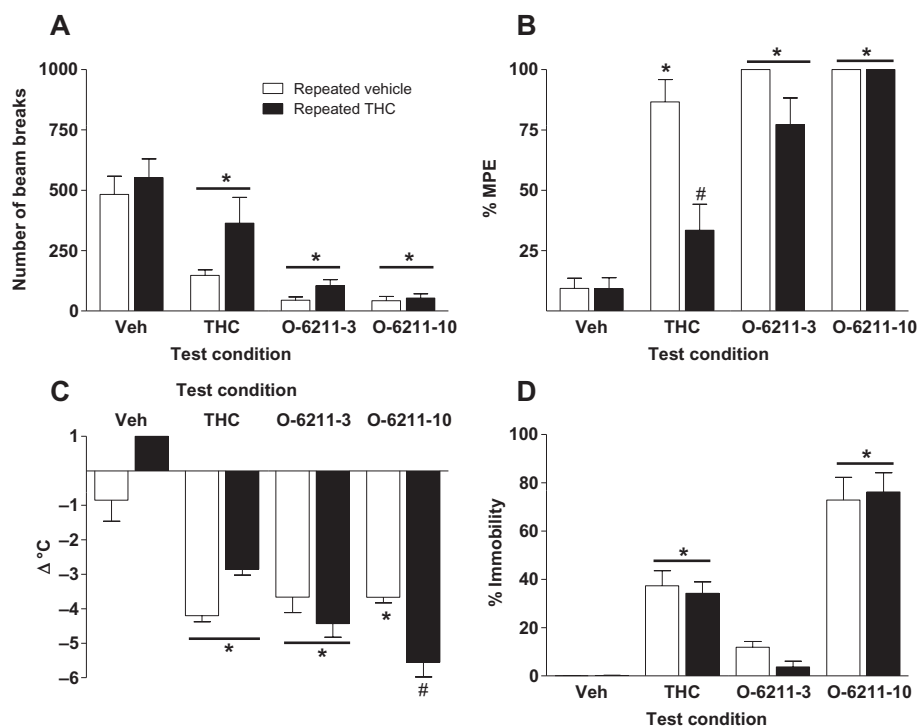 A
Number of beam breaks
1000
750
500
250
0
Repeated vehicle
Repeated THC
*
*
*
Veh THC O-6211-3 O-6211-10
Test condition
B
% MPE
100
75
50
25
*
#
*
*
Veh THC O-6211-3 O-6211-10
Test condition
C
Test condition
Veh THC O-6211-3 O-6211-10
Δ °C
1
–1
–2
–3
–4
–5
–6
*
*
*
#
D
% Immobility
100
80
60
40
20
0
*
*
Veh THC O-6211-3 O-6211-10
Test condition